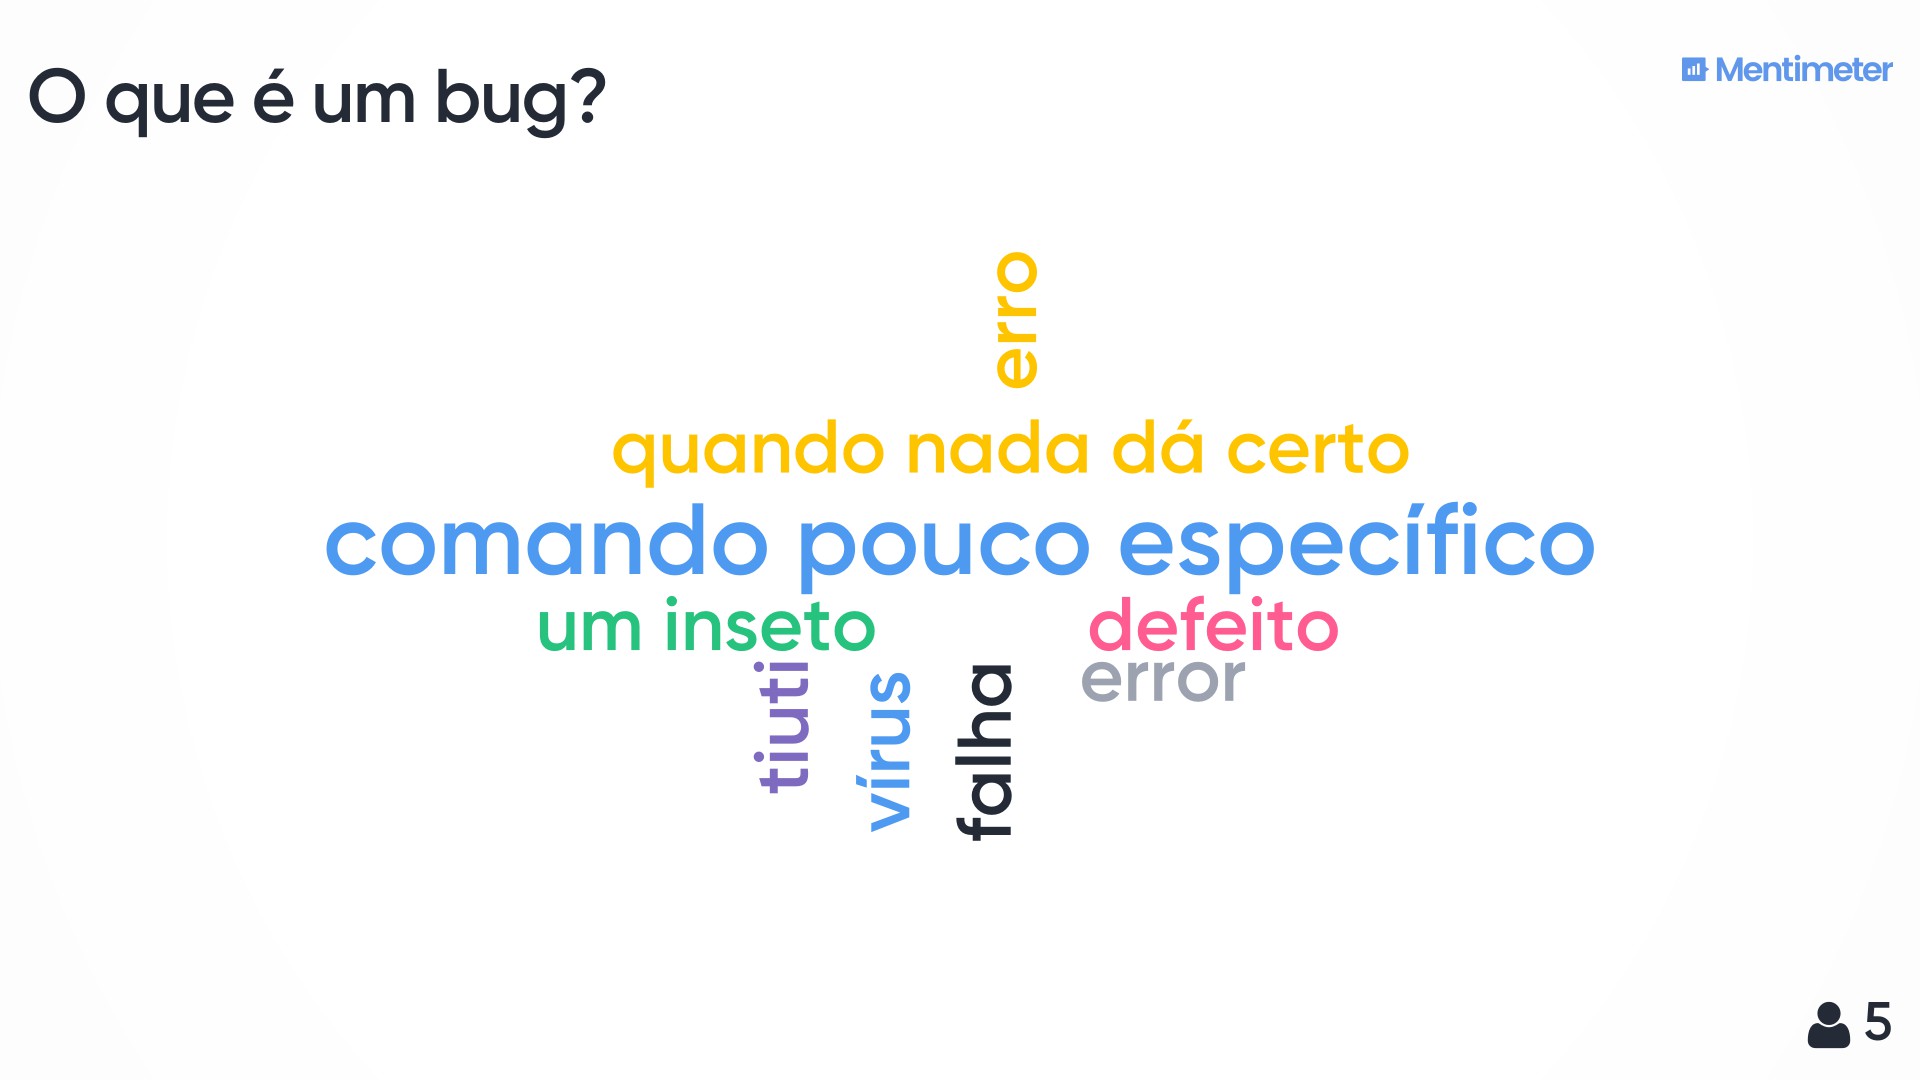 O que é um bug?
Mentimeter
erro
quando nada dá certo
comando pouco específico
um inseto
defeito
tiuti
vírus
falha
error
5